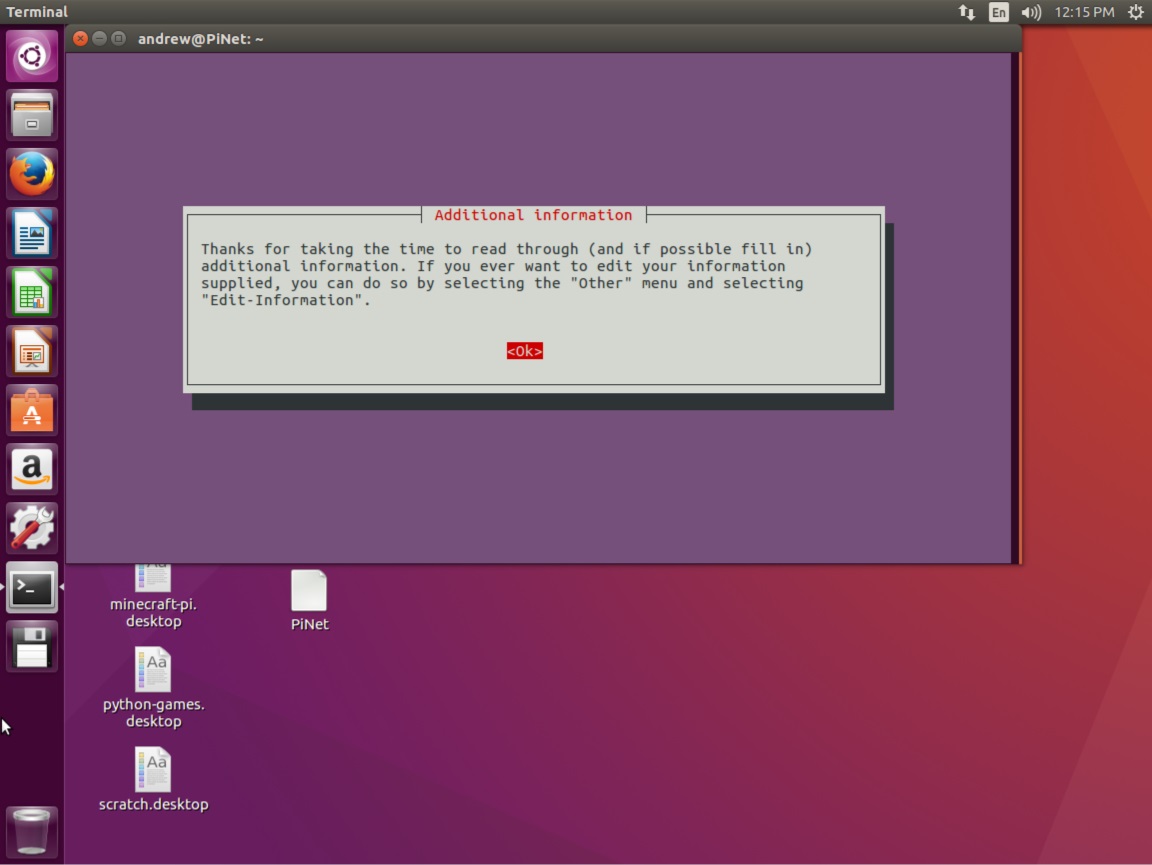 Terminal
En
12:15 PM
andrew@PiNet: ~
Additional information
Thanks for taking the time to read through (and if possible fill in)
additional information. If you ever want to edit your information
supplied, you can do so by selecting the "Other" menu and selecting
"Edit-Information".
<Ok>
minecraft-pi.
desktop
PiNet
Aa
python-games.
desktop
Aa
scratch.desktop